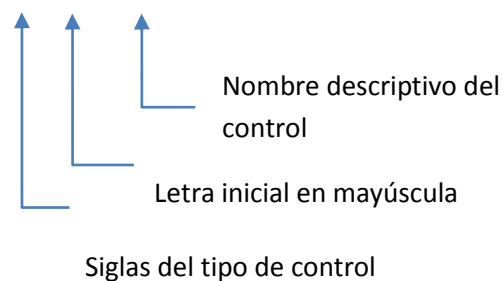 Nombre descriptivo del
control
Letra inicial en mayúscula
Siglas del tipo de control